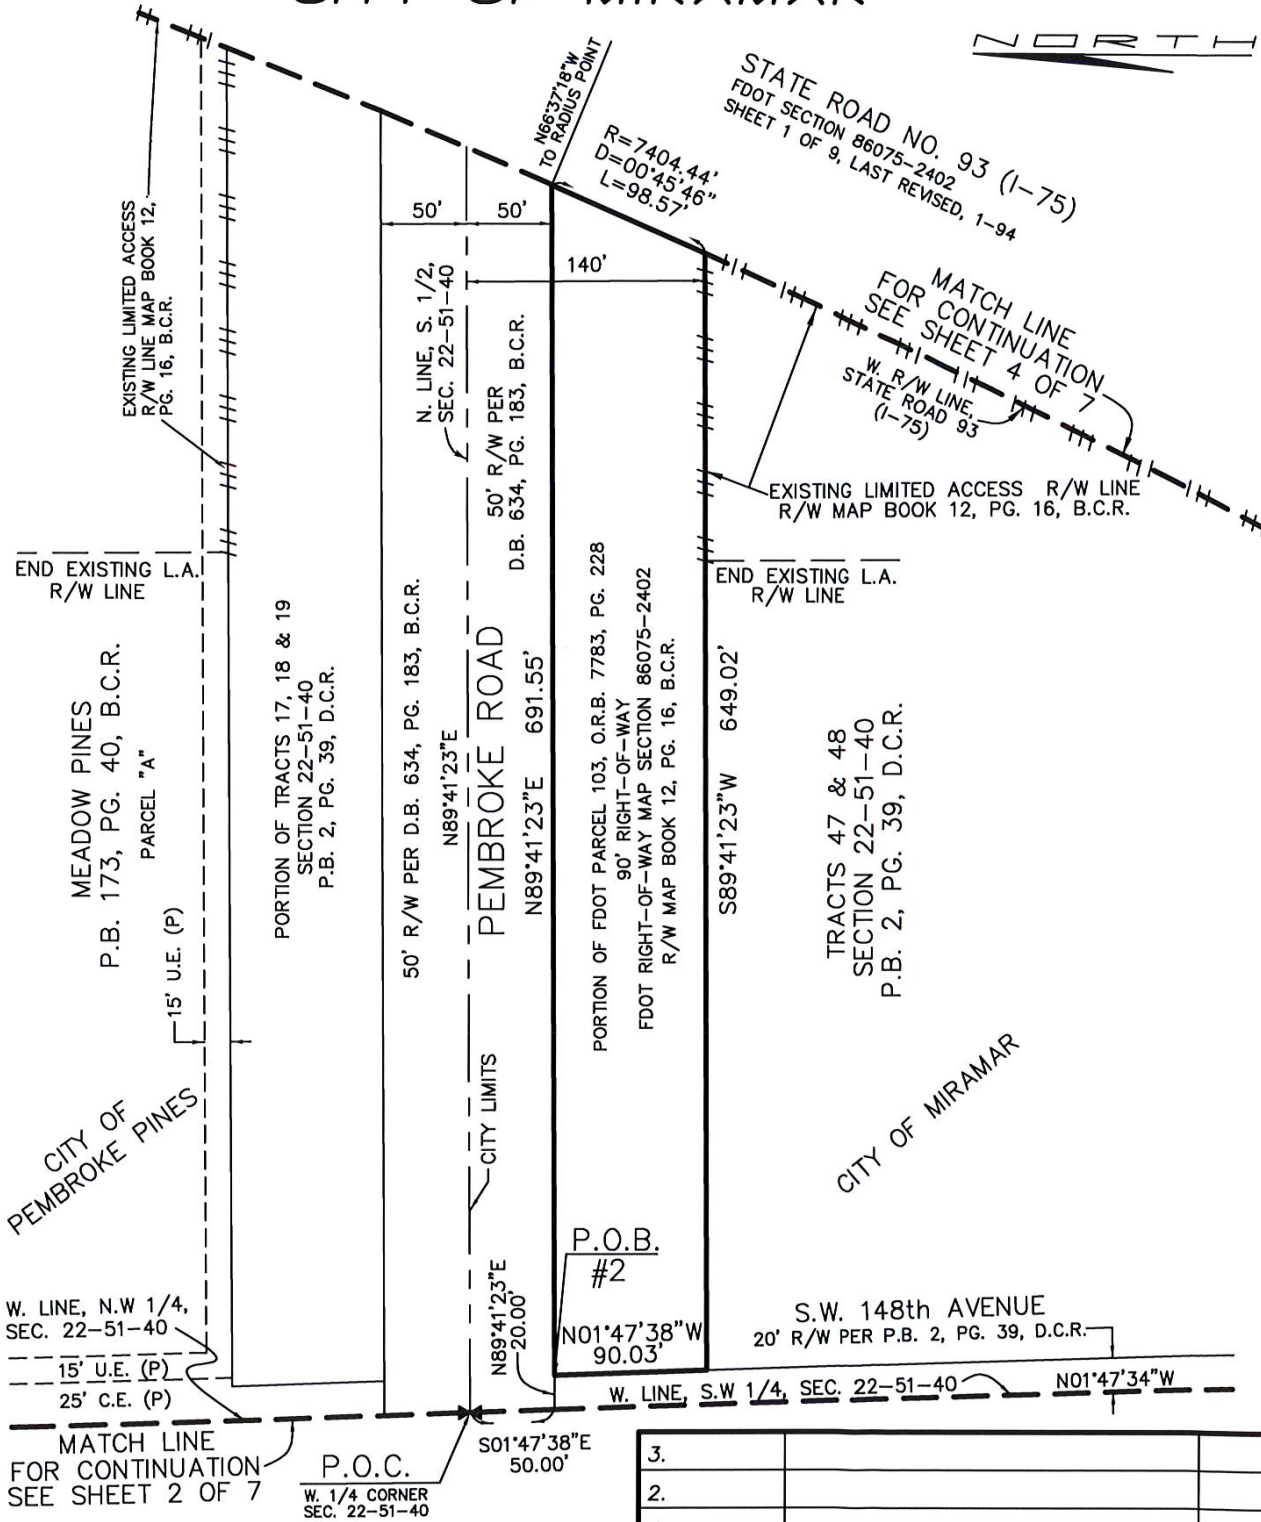 CITY OF MIRAMAR
NORTH
STATE ROAD NO. 93 (I-75)
FDOT SECTION 86075-2402
SHEET 1 OF 9, LAST REVISED, 1-94
N66°37'18"W
TO RADIUS POINT
R=7404.44'
D=00°45'46"
L=98.57'
EXISTING LIMITED ACCESS
R/W LINE MAP BOOK 12,
PG. 16, B.C.R.
50'
50'
140'
N. LINE, S. 1/2,
SEC. 22-51-40
50' R/W PER
D.B. 634, PG. 183, B.C.R.
MATCH LINE
FOR CONTINUATION
SEE SHEET 4 OF 7
W. R/W LINE,
STATE ROAD 93
(I-75)
EXISTING LIMITED ACCESS R/W LINE
R/W MAP BOOK 12, PG. 16, B.C.R.
END EXISTING L.A.
R/W LINE
END EXISTING L.A.
R/W LINE
MEADOW PINES
P.B. 173, PG. 40, B.C.R.
PARCEL "A"
15' U.E. (P)
PORTION OF TRACTS 17, 18 & 19
SECTION 22-51-40
P.B. 2, PG. 39, D.C.R.
50' R/W PER D.B. 634, PG. 183, B.C.R.
N89°41'23"E
PEMBROKE ROAD
N89°41'23"E 691.55'
PORTION OF FDOT PARCEL 103, O.R.B. 7783, PG. 228
90' RIGHT-OF-WAY
FDOT RIGHT-OF-WAY MAP SECTION 86075-2402
R/W MAP BOOK 12, PG. 16, B.C.R.
S89°41'23"W 649.02'
TRACTS 47 & 48
SECTION 22-51-40
P.B. 2, PG. 39, D.C.R.
CITY OF
PEMBROKE PINES
CITY LIMITS
CITY OF MIRAMAR
P.O.B.
#2
N89°41'23"E
20.00'
N01°47'38"W
90.03'
S.W. 148th AVENUE
20' R/W PER P.B. 2, PG. 39, D.C.R.
W. LINE, N.W 1/4,
SEC. 22-51-40
15' U.E. (P)
25' C.E. (P)
W. LINE, S.W 1/4, SEC. 22-51-40
N01°47'34"W
MATCH LINE
FOR CONTINUATION
SEE SHEET 2 OF 7
P.O.C.
W. 1/4 CORNER
SEC. 22-51-40
S01°47'38"E
50.00'
3.
2.